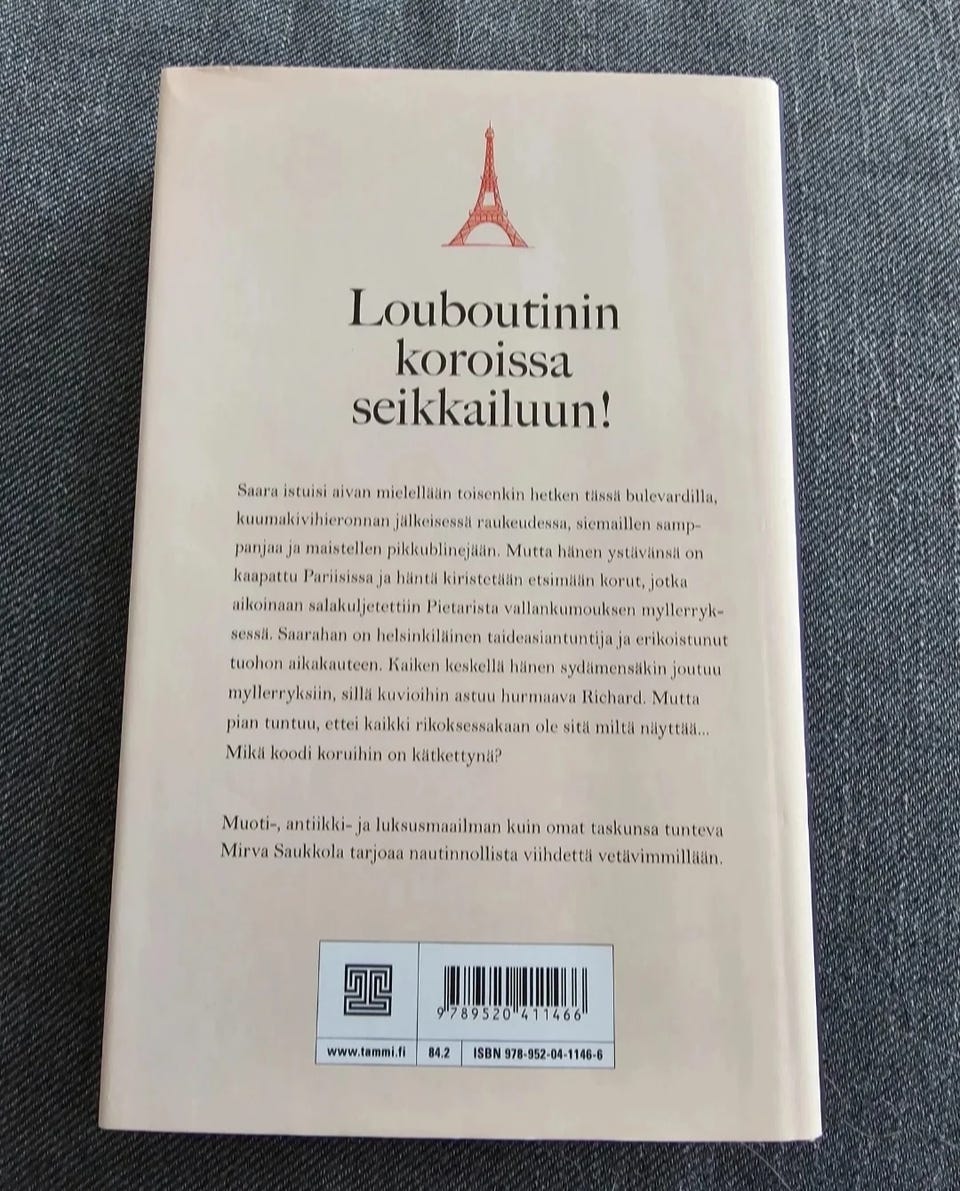 Louboutinin
koroissa
seikkailuun!
Saara istuisi aivan mielellään toisenkin hetken tässä bulevardilla,
kuumakivihieronnan jälkeisessä raukeudessa, siemaillen samp-
panjaa ja maistellen pikkublinejään. Mutta hänen ystävänsä on
kaapattu Pariisissa ja häntä kiristetään etsimään korut, jotka
aikoinaan salakuljetettiin Pietarista vallankumouksen myllerryk-
sessä. Saarahan on helsinkiläinen taideasiantuntija ja erikoistunut
tuohon aikakauteen. Kaiken keskellä hänen sydämensäkin joutuu
myllerryksiin, sillä kuvioihin astuu hurmaava Richard. Mutta
pian tuntuu, ettei kaikki rikoksessakaan ole sitä miltä näyttää...
Mikä koodi koruihin on kätkettynä?
Muoti-, antiikki- ja luksusmaailman kuin omat taskunsa tunteva
Mirva Saukkola tarjoaa nautinnollista viihdettä vetävimmillään.
9 789520 411466
www.tammi.fi 84.2 ISBN 978-952-04-1146-6